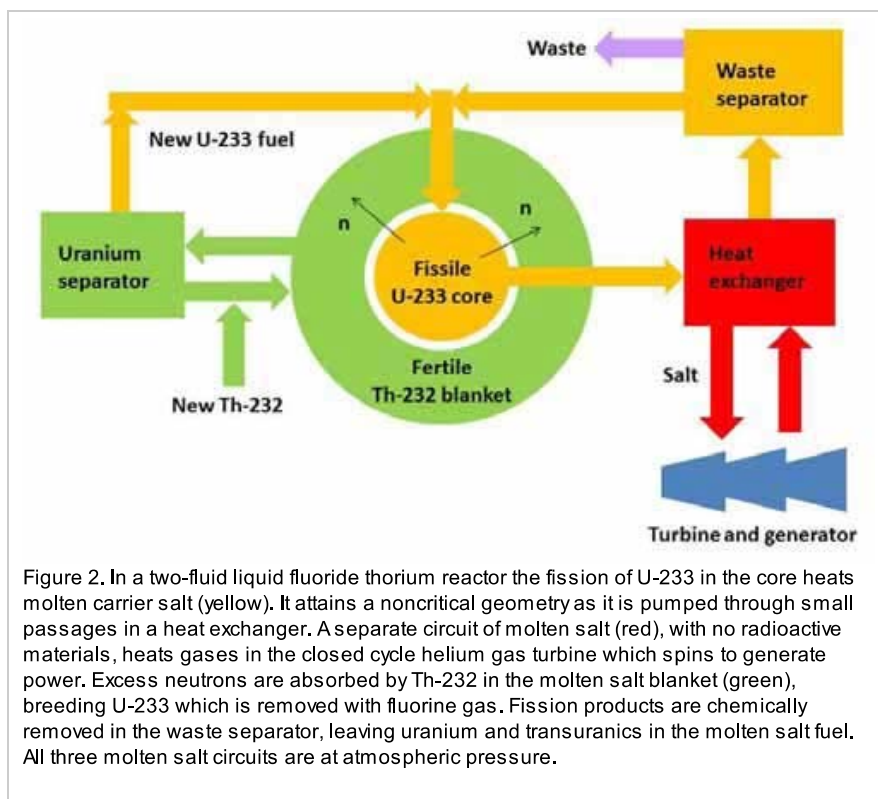 Waste
Waste
separator
New U-233 fuel
n
n
Uranium
separator
Fissile
U-233 core
Heat
exchanger
Fertile
Th-232 blanket
New Th-232
Salt
Turbine and generator
Figure 2. In a two-fluid liquid fluoride thorium reactor the fission of U-233 in the core heats
molten carrier salt (yellow). It attains a noncritical geometry as it is pumped through small
passages in a heat exchanger. A separate circuit of molten salt (red), with no radioactive
materials, heats gases in the closed cycle helium gas turbine which spins to generate
power. Excess neutrons are absorbed by Th-232 in the molten salt blanket (green),
breeding U-233 which is removed with fluorine gas. Fission products are chemically
removed in the waste separator, leaving uranium and transuranics in the molten salt fuel.
All three molten salt circuits are at atmospheric pressure.